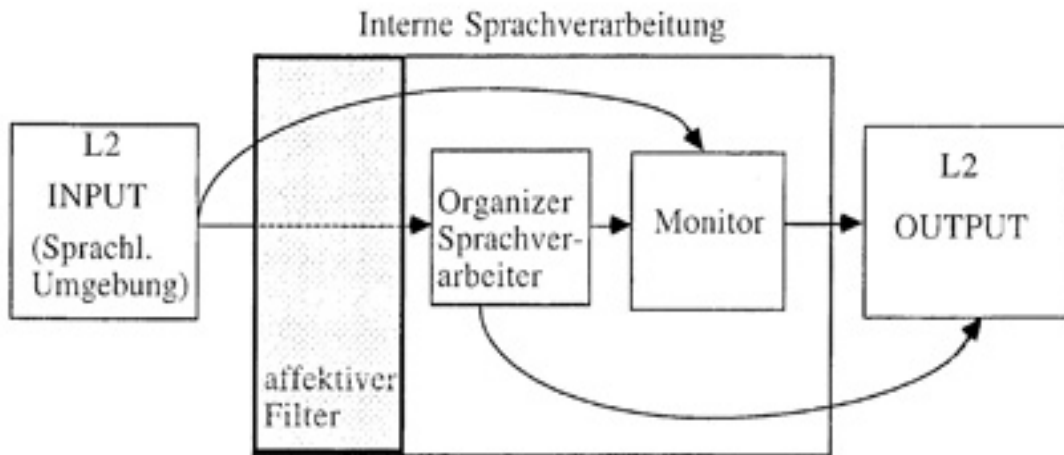 Interne Sprachverarbeitung
L2
INPUT
(Sprachl.
Umgebung)
affektiver
Filter
Organizer
Sprachver-
arbeiter
Monitor
L2
OUTPUT